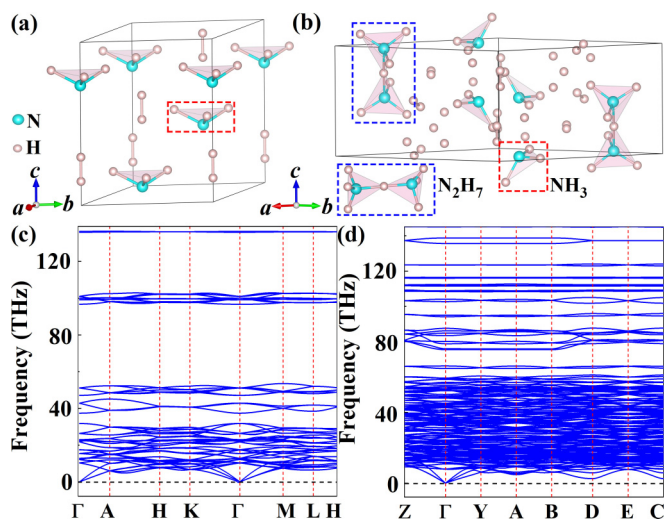 (a)
(b)
N
H
c
a
b
c
a
b
N₂H₇
NH₃
(c)
(d)
Frequency (THz)
120
80
40
0
Γ A H K Γ M L H
Frequency (THz)
120
80
40
0
Z Γ Y A B D E C